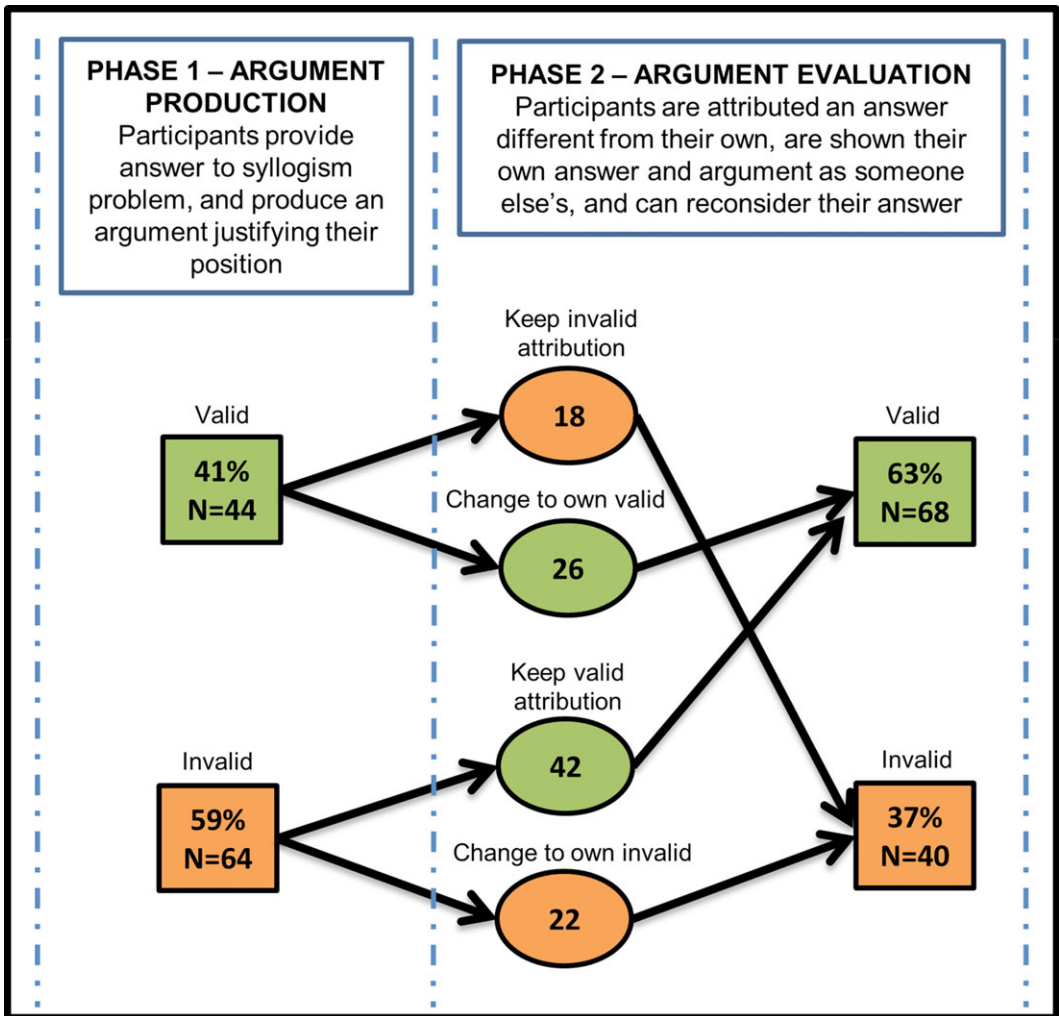 PHASE 1 – ARGUMENT
PRODUCTION
Participants provide
answer to syllogism
problem, and produce an
argument justifying their
position
PHASE 2 – ARGUMENT EVALUATION
Participants are attributed an answer
different from their own, are shown their
own answer and argument as someone
else's, and can reconsider their answer
Keep invalid
attribution
18
Valid
41%
N=44
Change to own valid
26
Valid
63%
N=68
Keep valid
attribution
42
Invalid
59%
N=64
Change to own invalid
22
Invalid
37%
N=40